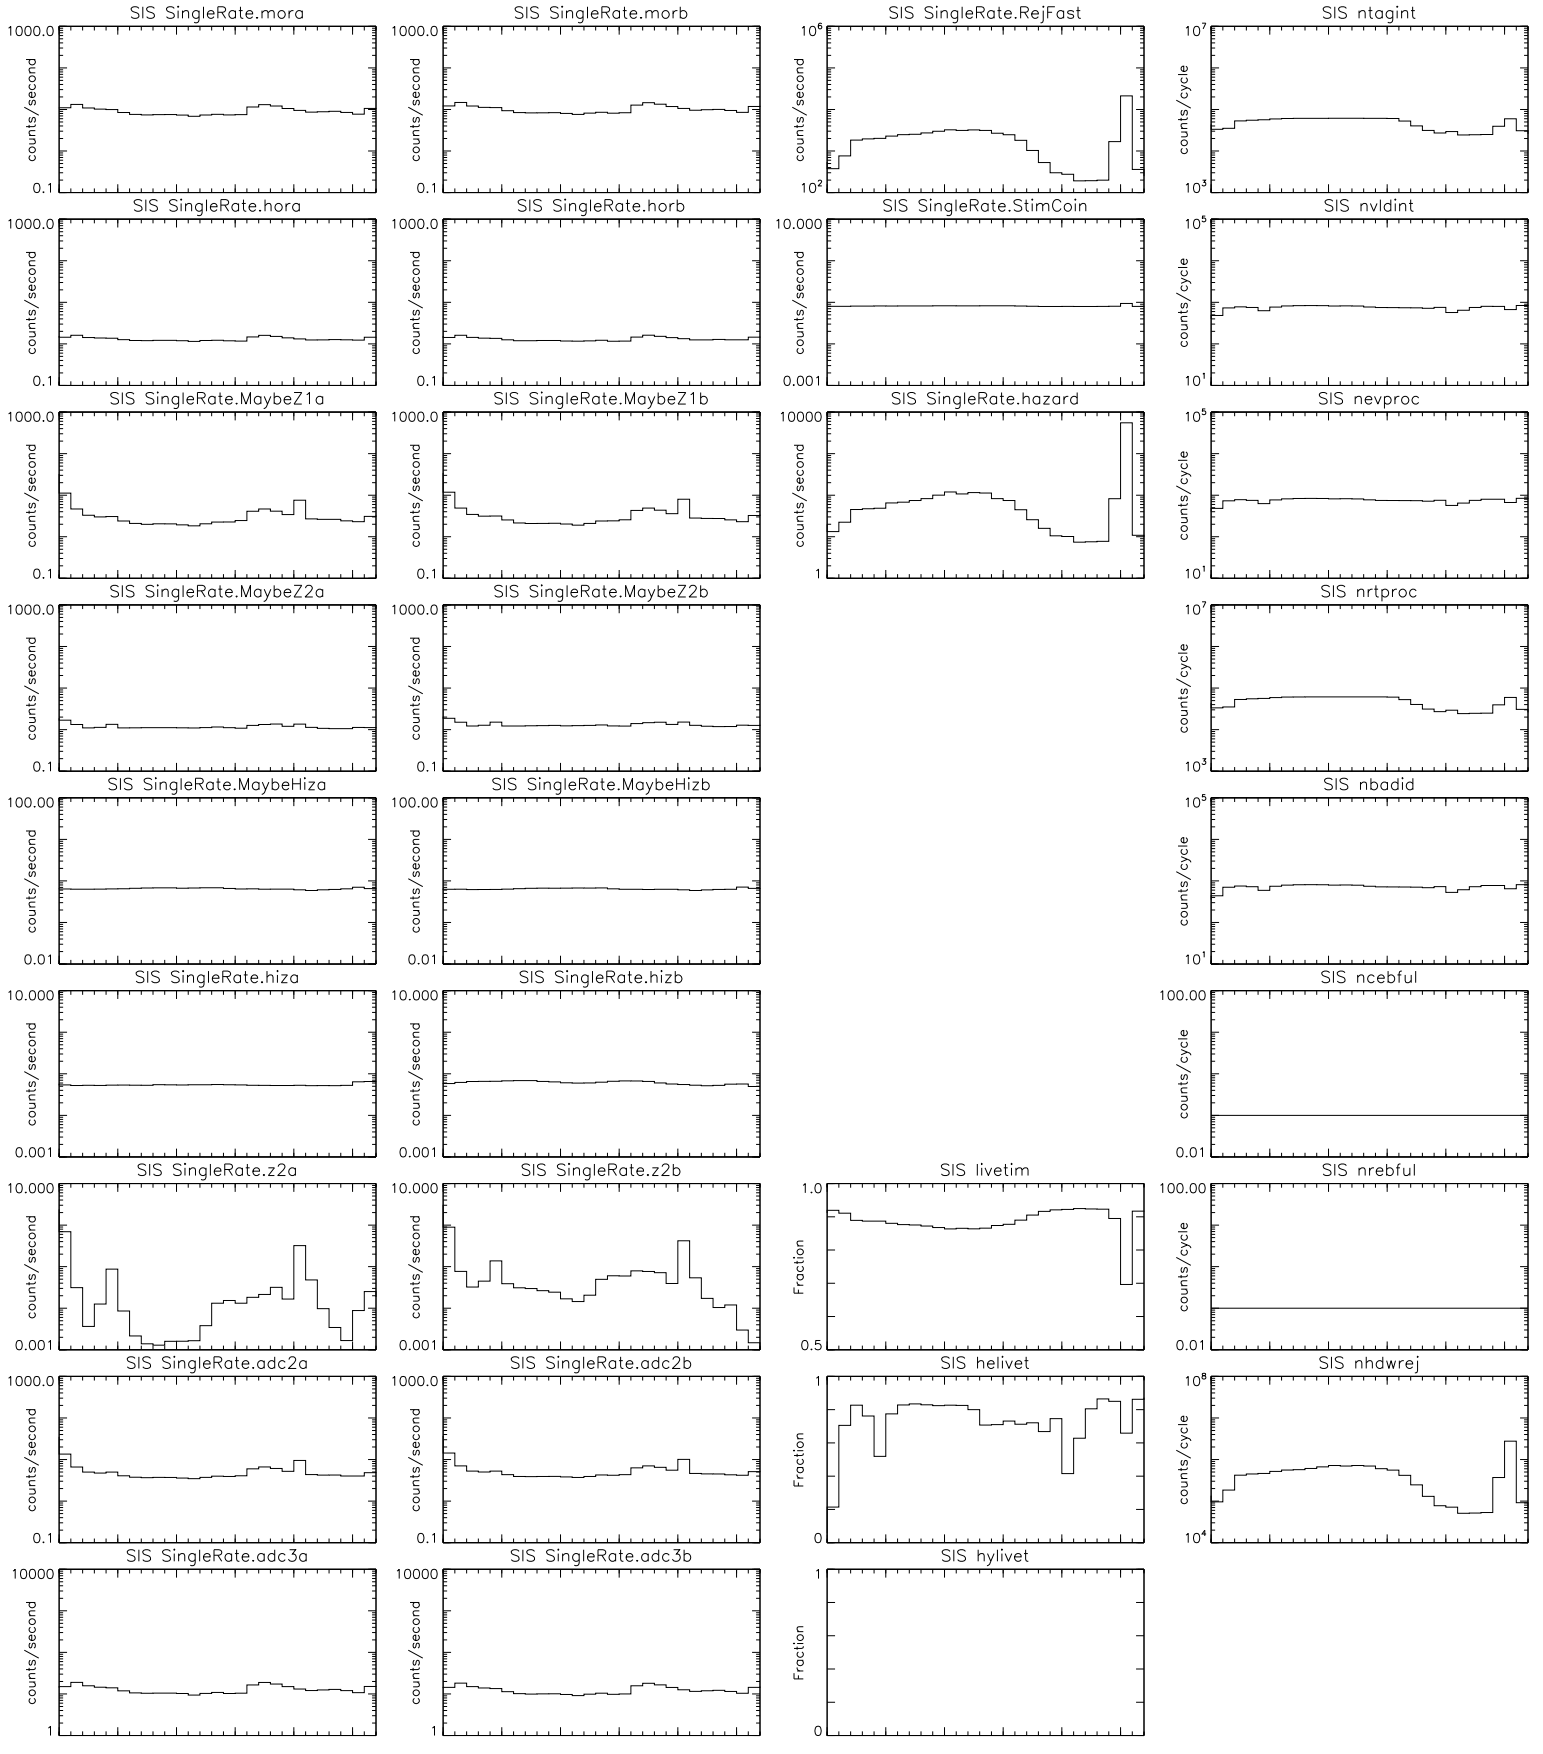 SIS SingleRate.mora
1000.0
counts/second
0.1
SIS SingleRate.morb
1000.0
counts/second
0.1
SIS SingleRate.RejFast
10⁶
counts/second
10²
SIS ntagint
10⁷
counts/cycle
10³
SIS SingleRate.hora
1000.0
counts/second
0.1
SIS SingleRate.horb
1000.0
counts/second
0.1
SIS SingleRate.StimCoin
10.000
counts/second
0.001
SIS nvldint
10⁵
counts/cycle
10¹
SIS SingleRate.MaybeZ1a
1000.0
counts/second
0.1
SIS SingleRate.MaybeZ1b
1000.0
counts/second
0.1
SIS SingleRate.hazard
10000
counts/second
1
SIS nevproc
10⁵
counts/cycle
10¹
SIS SingleRate.MaybeZ2a
1000.0
counts/second
0.1
SIS SingleRate.MaybeZ2b
1000.0
counts/second
0.1
SIS nrtproc
10⁷
counts/cycle
10³
SIS SingleRate.MaybeHiza
100.00
counts/second
0.01
SIS SingleRate.MaybeHizb
100.00
counts/second
0.01
SIS nbadid
10⁵
counts/cycle
10¹
SIS SingleRate.hiza
10.000
counts/second
0.001
SIS SingleRate.hizb
10.000
counts/second
0.001
SIS ncebful
100.00
counts/cycle
0.01
SIS SingleRate.z2a
10.000
counts/second
0.001
SIS SingleRate.z2b
10.000
counts/second
0.001
SIS livetim
1.0
Fraction
0.5
SIS nrebful
100.00
counts/cycle
0.01
SIS SingleRate.adc2a
1000.0
counts/second
0.1
SIS SingleRate.adc2b
1000.0
counts/second
0.1
SIS helivet
1
Fraction
0
SIS nhdwrej
10⁸
counts/cycle
10⁴
SIS SingleRate.adc3a
10000
counts/second
1
SIS SingleRate.adc3b
10000
counts/second
1
SIS hylivet
1
Fraction
0